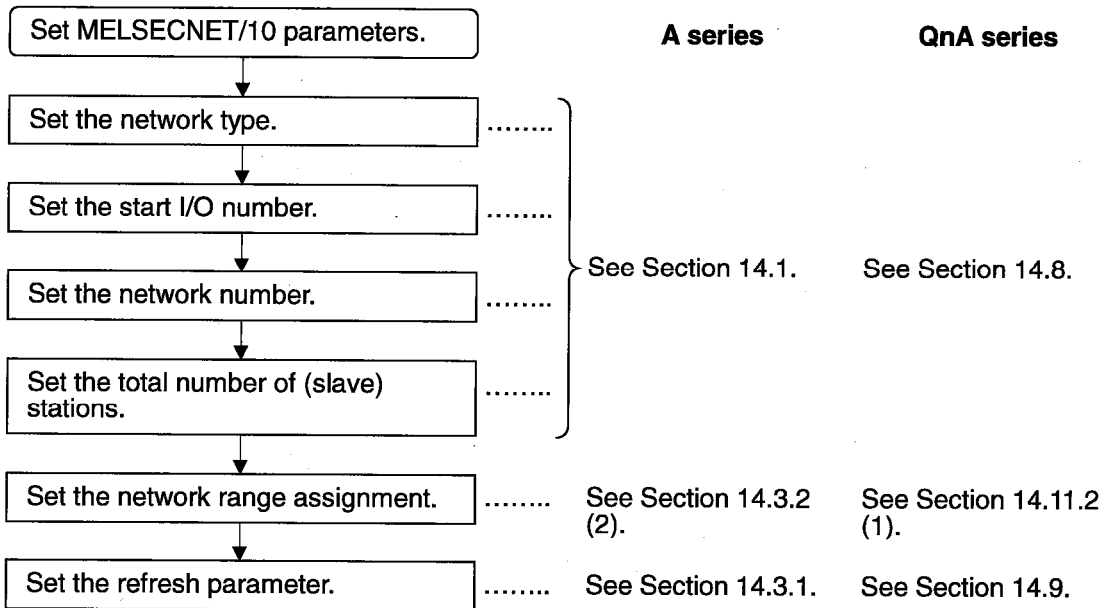 Set MELSECNET/10 parameters.
A series
QnA series
Set the network type.
........
Set the start I/O number.
........
Set the network number.
........
See Section 14.1.
See Section 14.8.
Set the total number of (slave)
stations.
........
Set the network range assignment.
........
See Section 14.3.2
(2).
See Section 14.11.2
(1).
Set the refresh parameter.
........
See Section 14.3.1.
See Section 14.9.